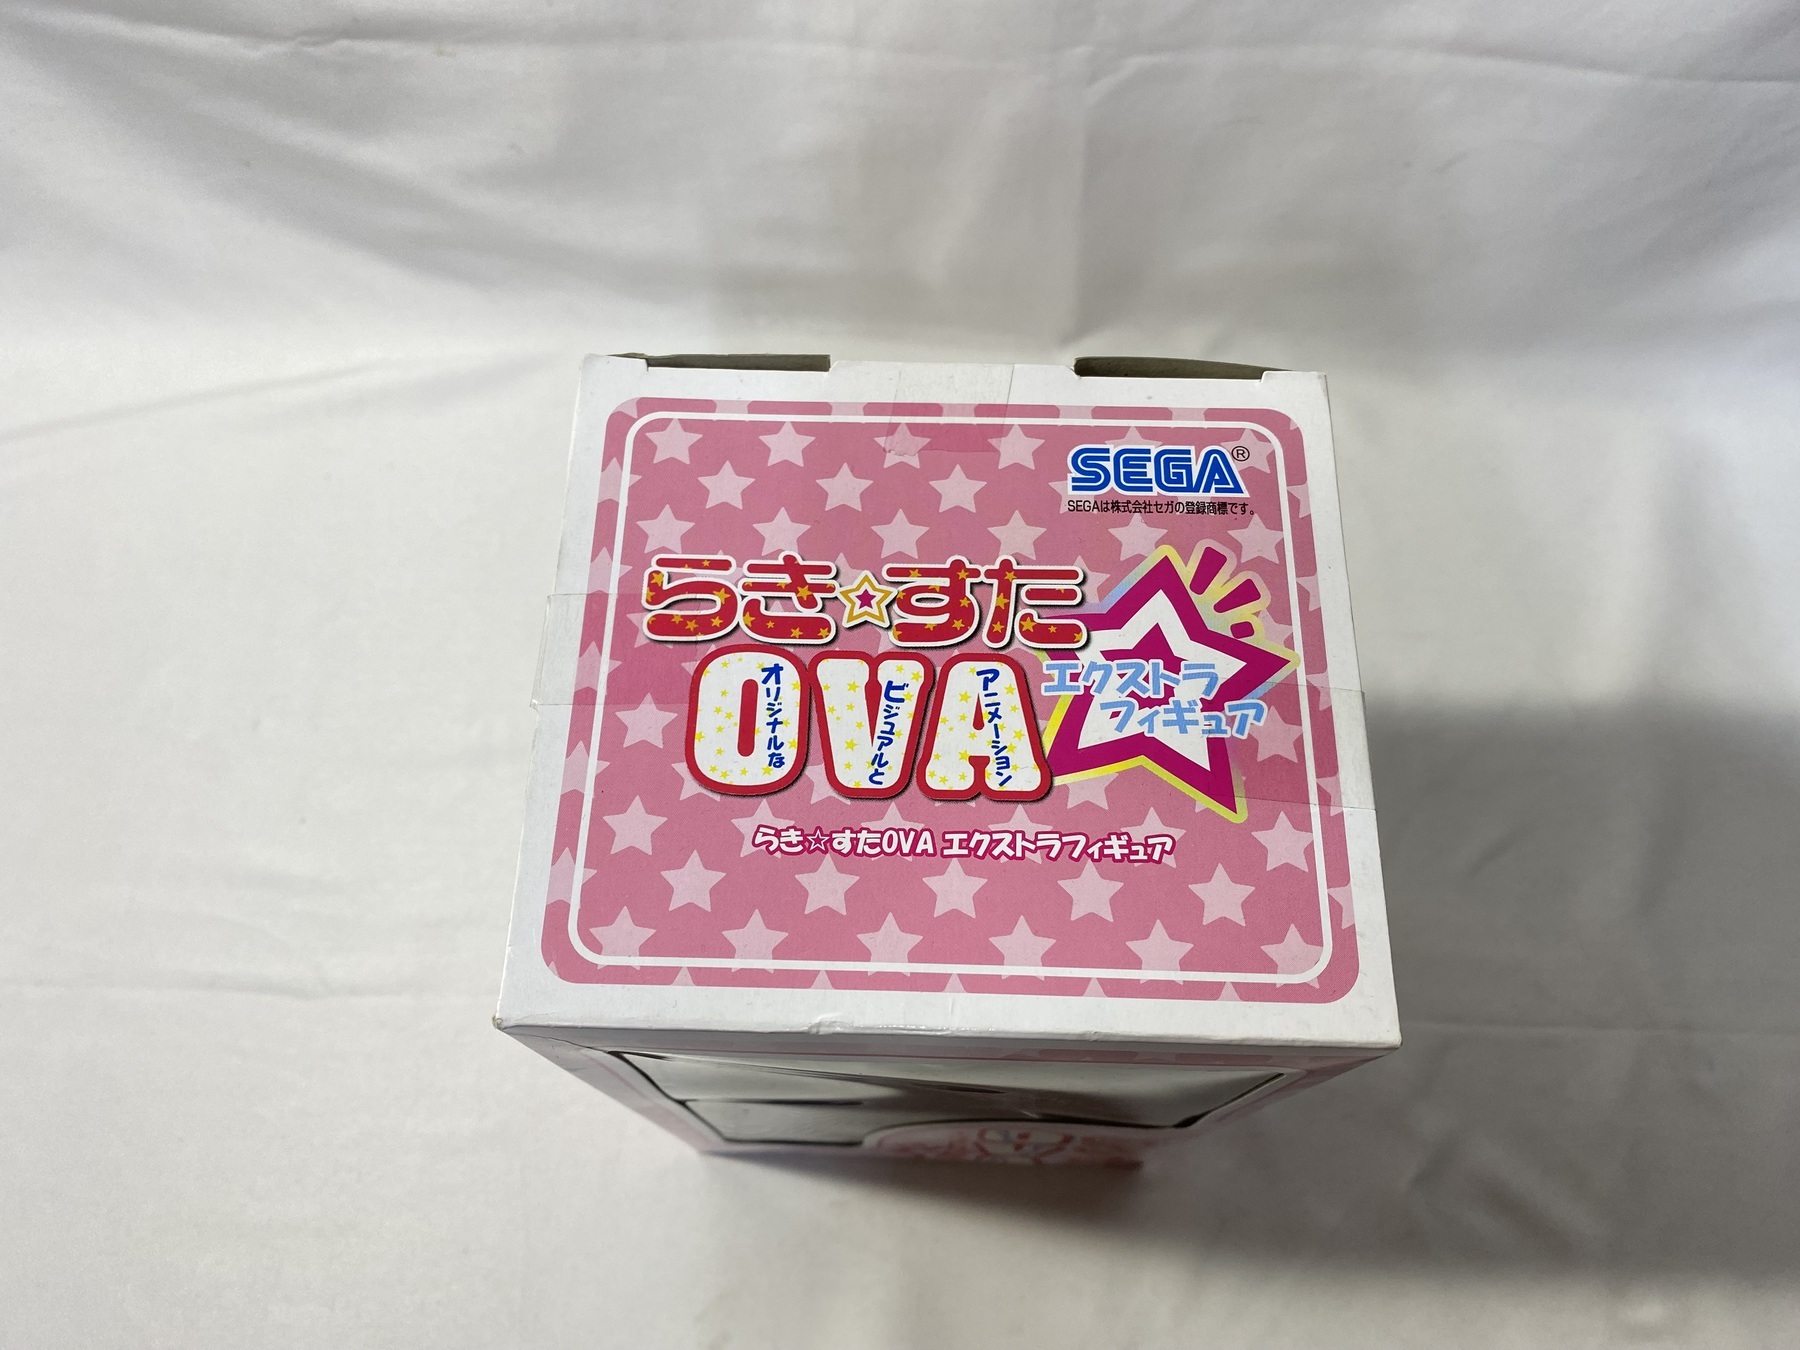 SEGA®
SEGAは株式会社セガの登録商標です。
らき☆すた
OVA
オリジナルな
ビジュアルと
アニメーション
エクストラ
フィギュア
らき☆すたOVA エクストラフィギュア